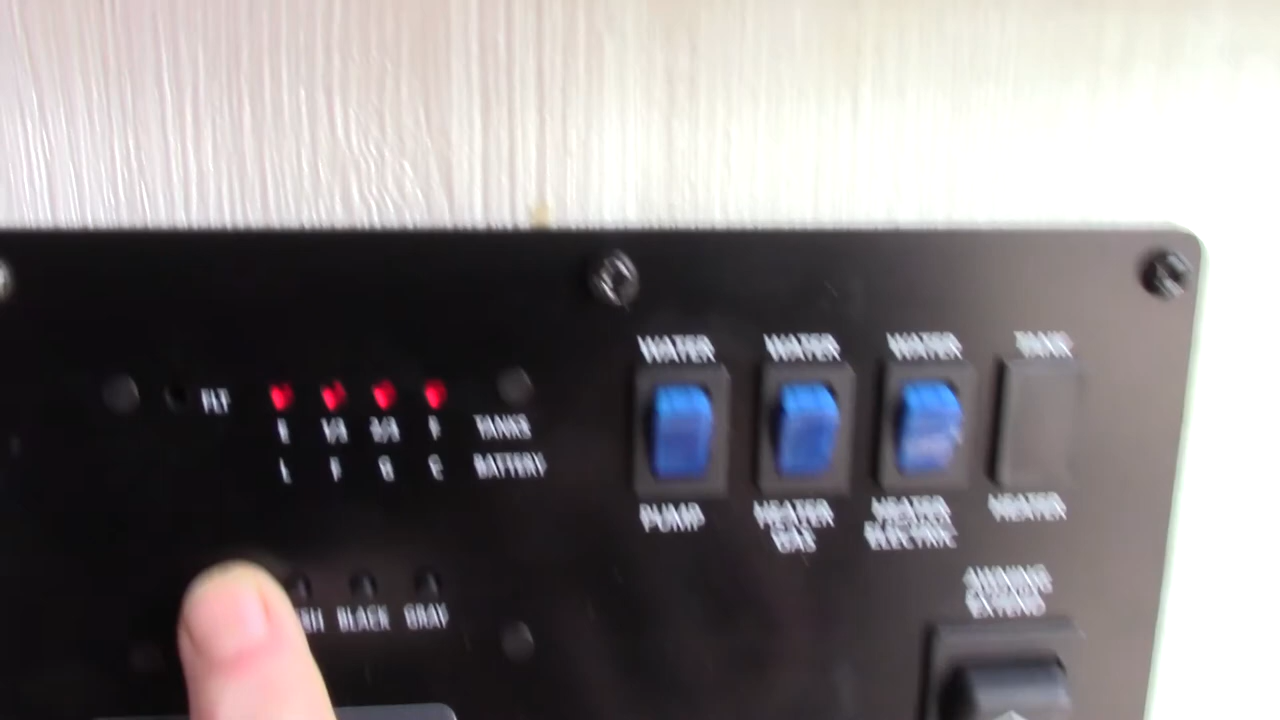 WATER WATER WATER TANK
FLT
E 1/3 2/3 F TANKS
L F G C BATTERY
PUMP HEATER GAS HEATER ELECTRIC HEATER
AWNING
EXTEND
BLACK GRAY